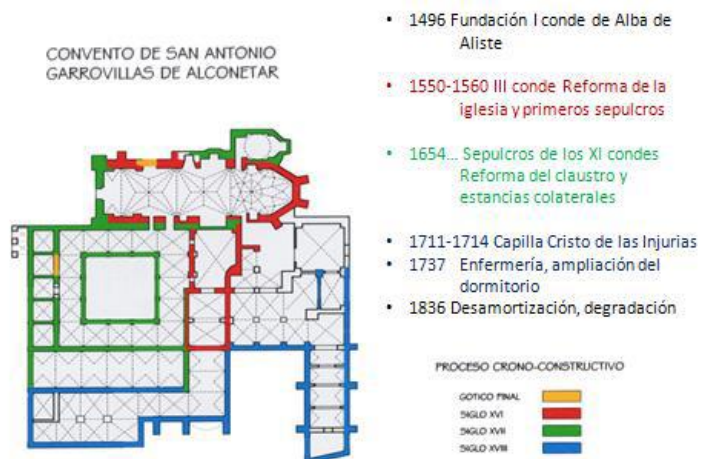 CONVENTO DE SAN ANTONIO
GARROVILLAS DE ALCONETAR
• 1496 Fundación I conde de Alba de
Aliste
• 1550-1560 III conde Reforma de la
iglesia y primeros sepulcros
• 1654... Sepulcros de los XI condes
Reforma del claustro y
estancias colaterales
• 1711-1714 Capilla Cristo de las Injurias
• 1737 Enfermería, ampliación del
dormitorio
• 1836 Desamortización, degradación
PROCESO CRONO-CONSTRUCTIVO
GOTICO FINAL
SIGLO XVI
SIGLO XVII
SIGLO XVIII